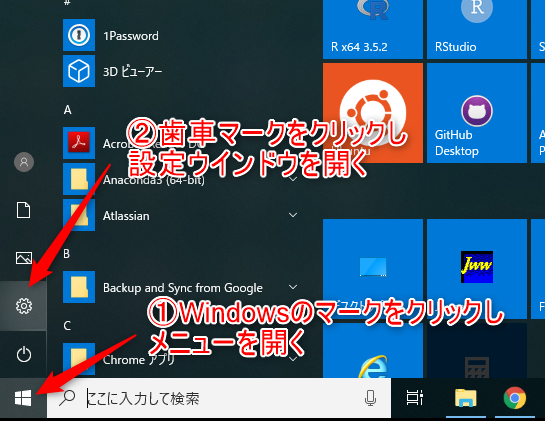 #
1Password
3D ビューアー
A
Anaconda3 (64-bit)
Atlassian
B
Backup and Sync from Google
C
Chrome アプリ
R x64 3.5.2
RStudio
GitHub
Desktop
Jww
②歯車マークをクリックし
設定ウインドウを開く
①Windowsのマークをクリックし
メニューを開く
ここに入力して検索